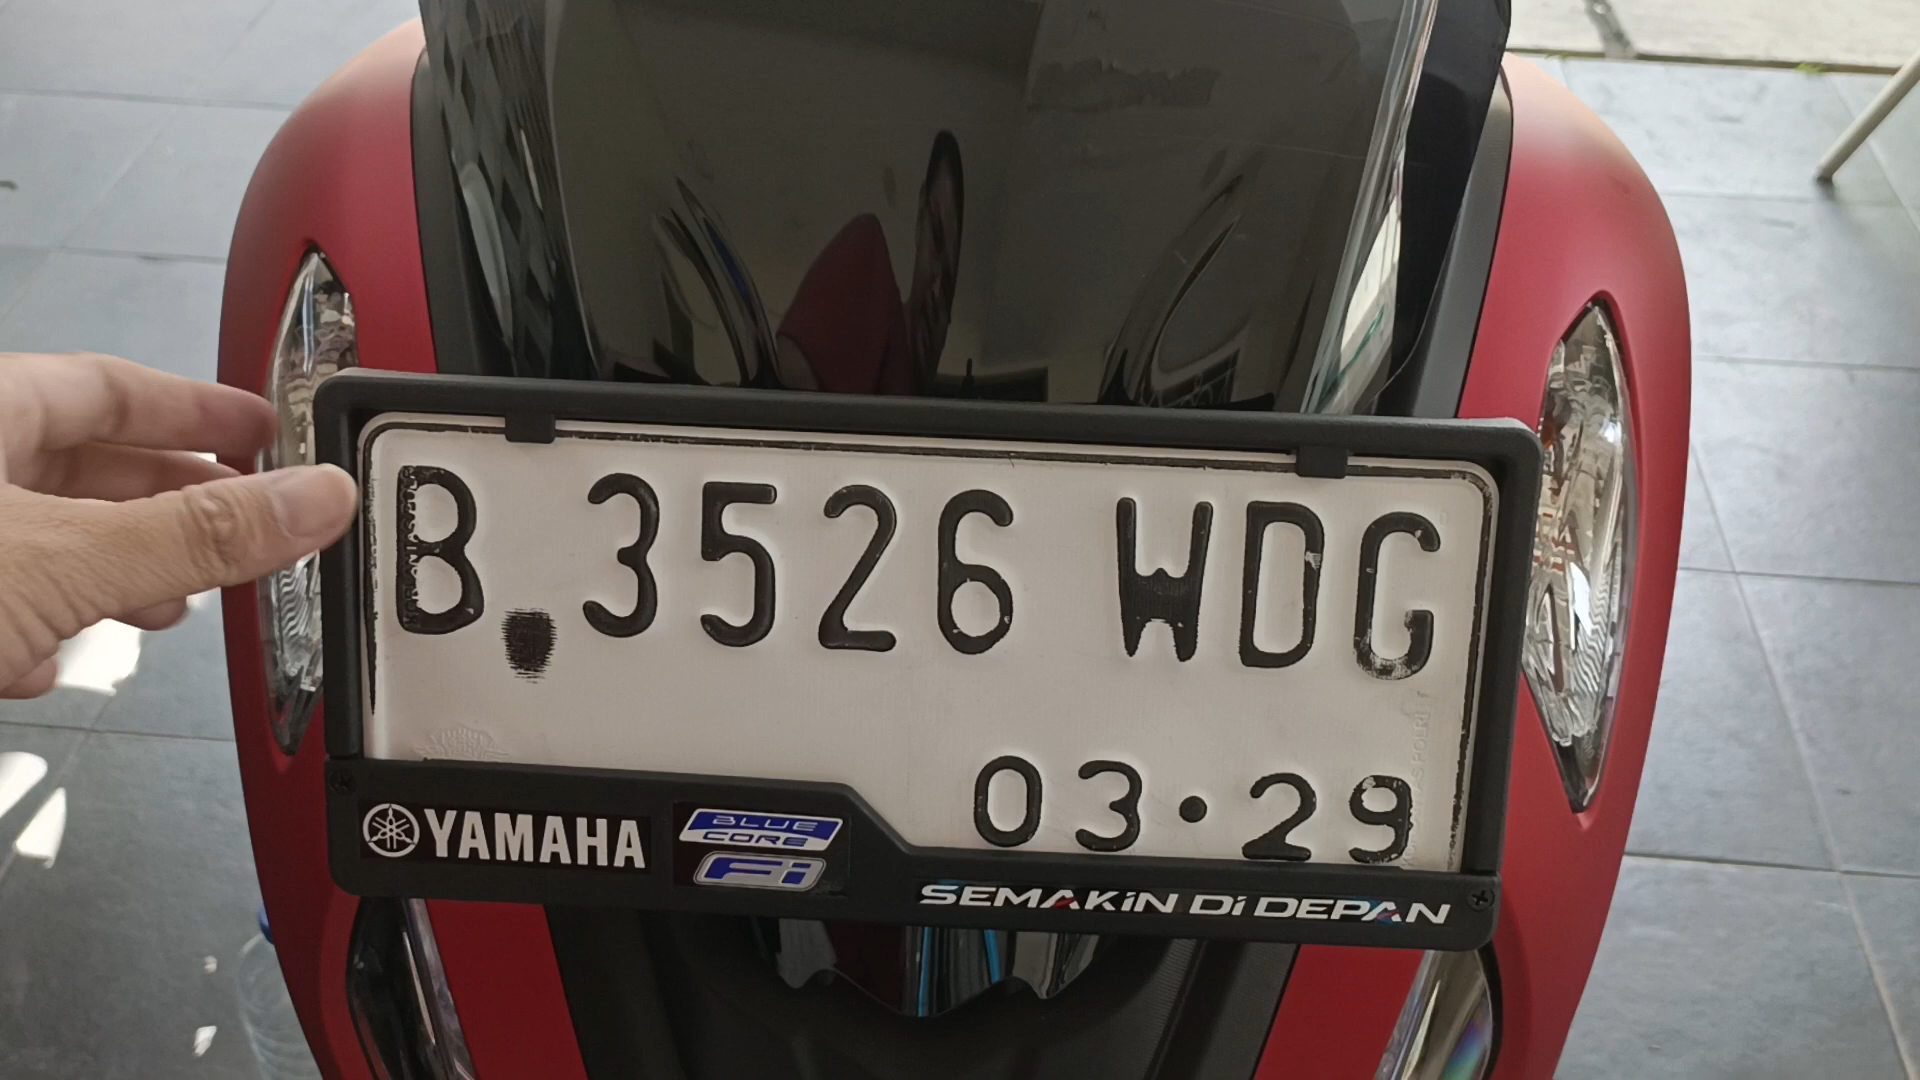 B 3526 WDG
03·29
YAMAHA
BLUE CORE
Fi
SEMAKiN Di DEPAN